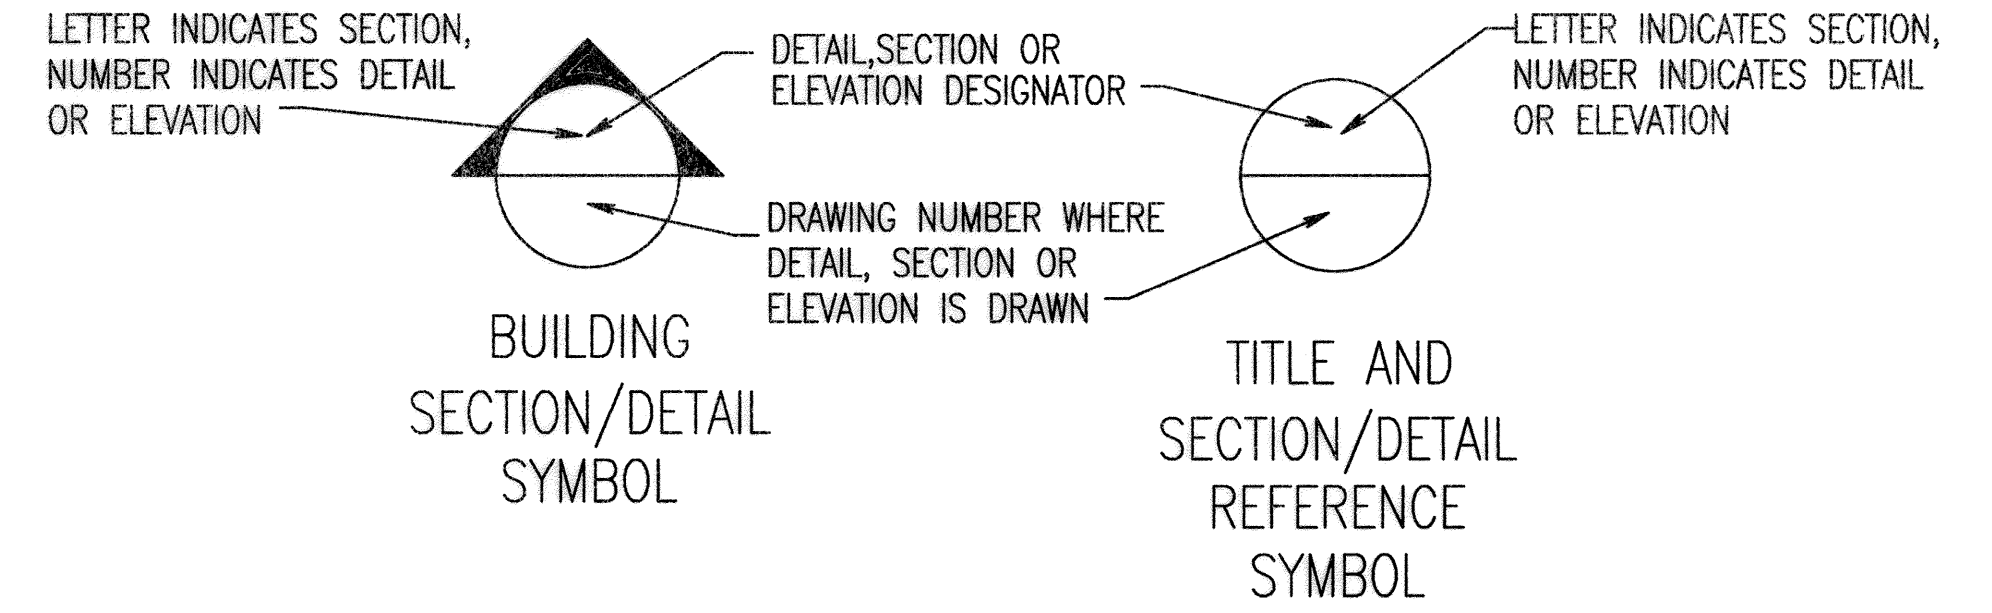 LETTER INDICATES SECTION,
NUMBER INDICATES DETAIL
OR ELEVATION
DETAIL,SECTION OR
ELEVATION DESIGNATOR
LETTER INDICATES SECTION,
NUMBER INDICATES DETAIL
OR ELEVATION
DRAWING NUMBER WHERE
DETAIL, SECTION OR
ELEVATION IS DRAWN
BUILDING
SECTION/DETAIL
SYMBOL
TITLE AND
SECTION/DETAIL
REFERENCE
SYMBOL